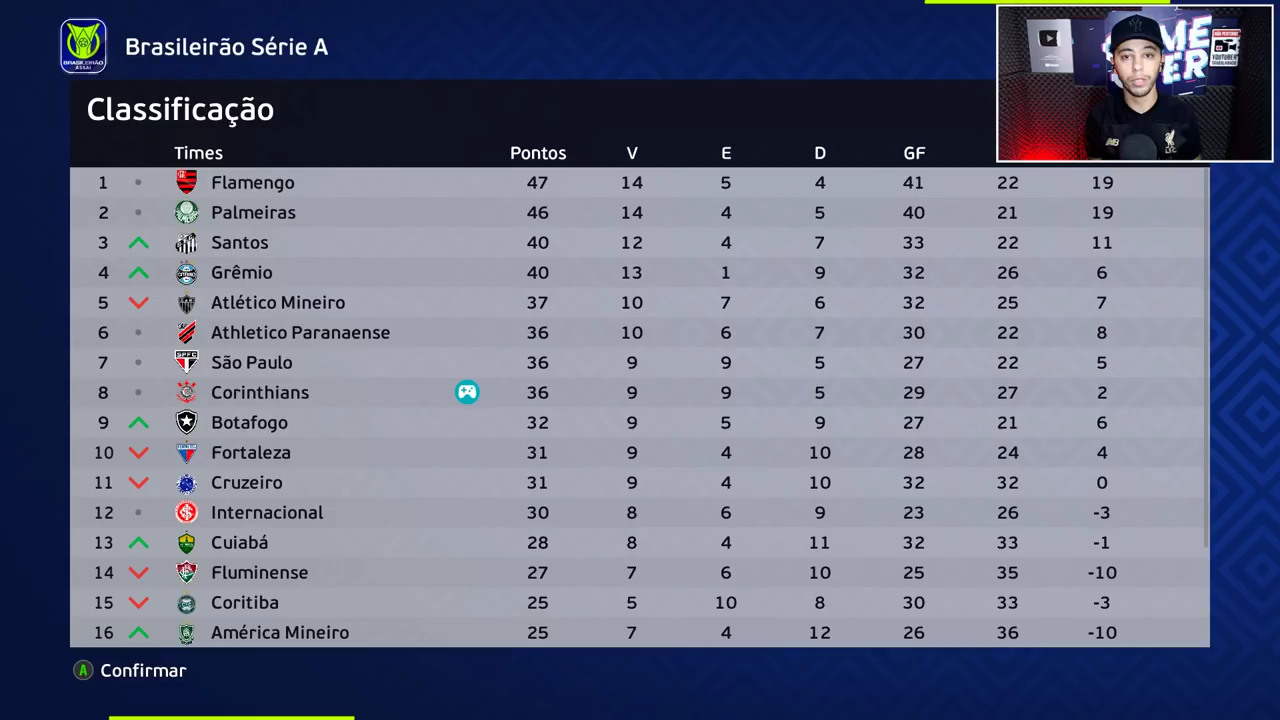 Brasileirão Série A
BRASILEIRÃO
ASSAÍ
Classificação
Times Pontos V E D GF
1 Flamengo 47 14 5 4 41 22 19
2 Palmeiras 46 14 4 5 40 21 19
3 Santos 40 12 4 7 33 22 11
4 Grêmio 40 13 1 9 32 26 6
5 Atlético Mineiro 37 10 7 6 32 25 7
6 Athletico Paranaense 36 10 6 7 30 22 8
7 São Paulo 36 9 9 5 27 22 5
8 Corinthians 36 9 9 5 29 27 2
9 Botafogo 32 9 5 9 27 21 6
10 Fortaleza 31 9 4 10 28 24 4
11 Cruzeiro 31 9 4 10 32 32 0
12 Internacional 30 8 6 9 23 26 -3
13 Cuiabá 28 8 4 11 32 33 -1
14 Fluminense 27 7 6 10 25 35 -10
15 Coritiba 25 5 10 8 30 33 -3
16 América Mineiro 25 7 4 12 26 36 -10
A Confirmar
SPFC